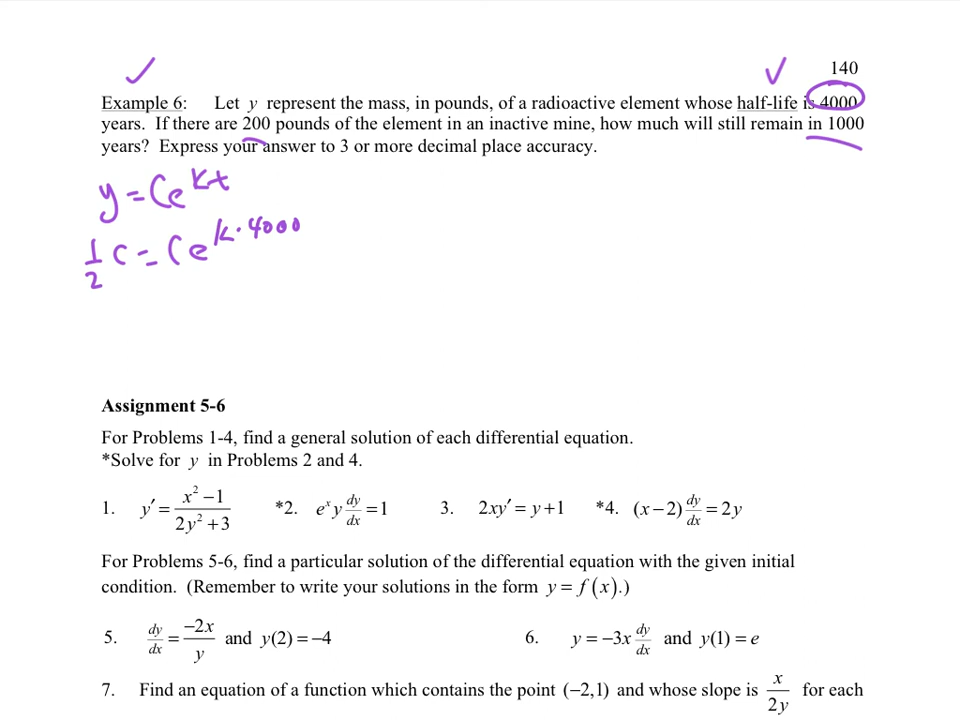 140
Example 6: Let y represent the mass, in pounds, of a radioactive element whose half-life is 4000
years. If there are 200 pounds of the element in an inactive mine, how much will still remain in 1000
years? Express your answer to 3 or more decimal place accuracy.
y = Ce^{kt}
1/2 C = Ce^{k·4000}
Assignment 5-6
For Problems 1-4, find a general solution of each differential equation.
*Solve for y in Problems 2 and 4.
1. y′ = (x² − 1)/(2y² + 3) *2. eˣy dy/dx = 1 3. 2xy′ = y + 1 *4. (x − 2) dy/dx = 2y
For Problems 5-6, find a particular solution of the differential equation with the given initial
condition. (Remember to write your solutions in the form y = f(x).)
5. dy/dx = −2x/y and y(2) = −4 6. y = −3x dy/dx and y(1) = e
7. Find an equation of a function which contains the point (−2,1) and whose slope is x/2y for each